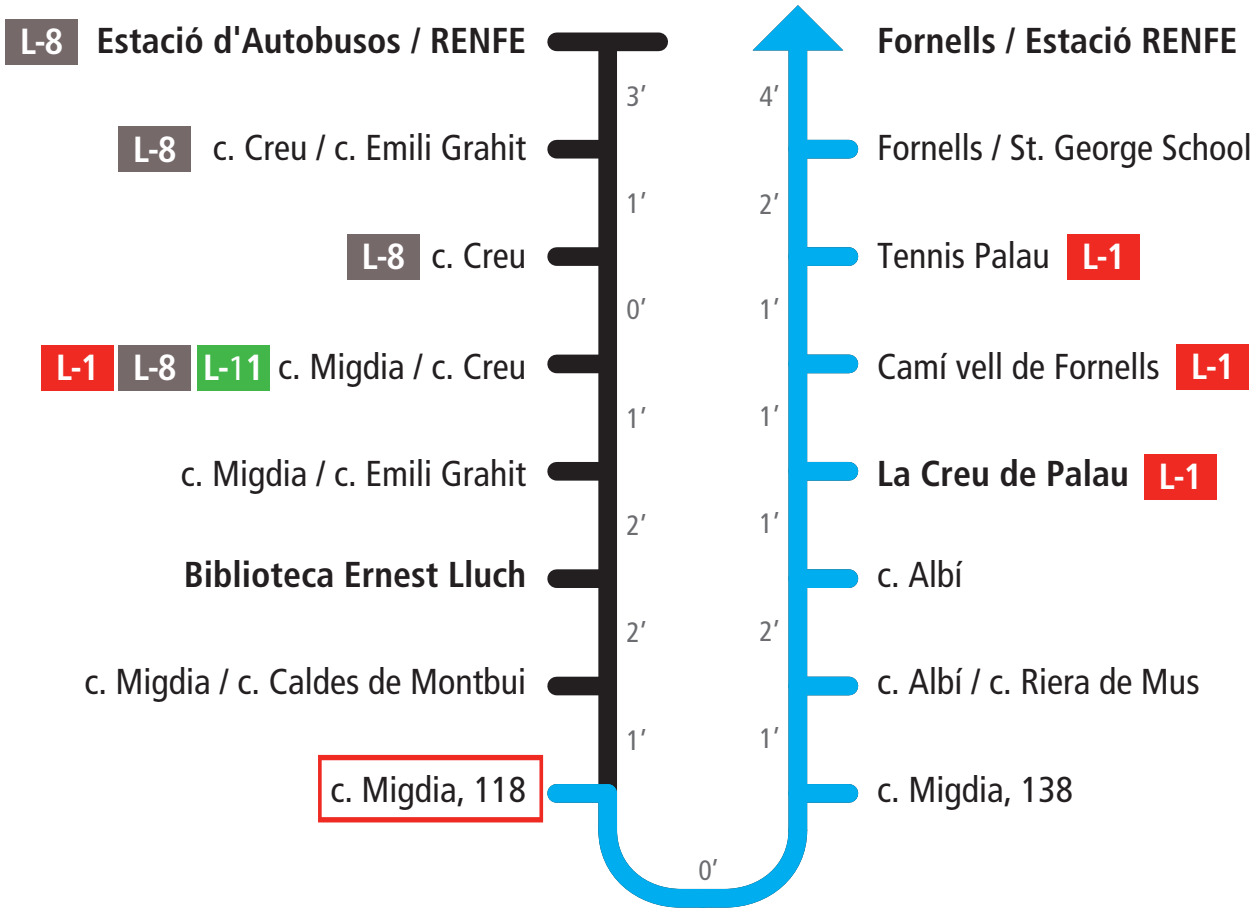 L-8 Estació d'Autobusos / RENFE
3′
L-8 c. Creu / c. Emili Grahit
1′
L-8 c. Creu
0′
L-1 L-8 L-11 c. Migdia / c. Creu
1′
c. Migdia / c. Emili Grahit
2′
Biblioteca Ernest Lluch
2′
c. Migdia / c. Caldes de Montbui
1′
c. Migdia, 118
0′
Fornells / Estació RENFE
4′
Fornells / St. George School
2′
Tennis Palau L-1
1′
Camí vell de Fornells L-1
1′
La Creu de Palau L-1
1′
c. Albí
2′
c. Albí / c. Riera de Mus
1′
c. Migdia, 138